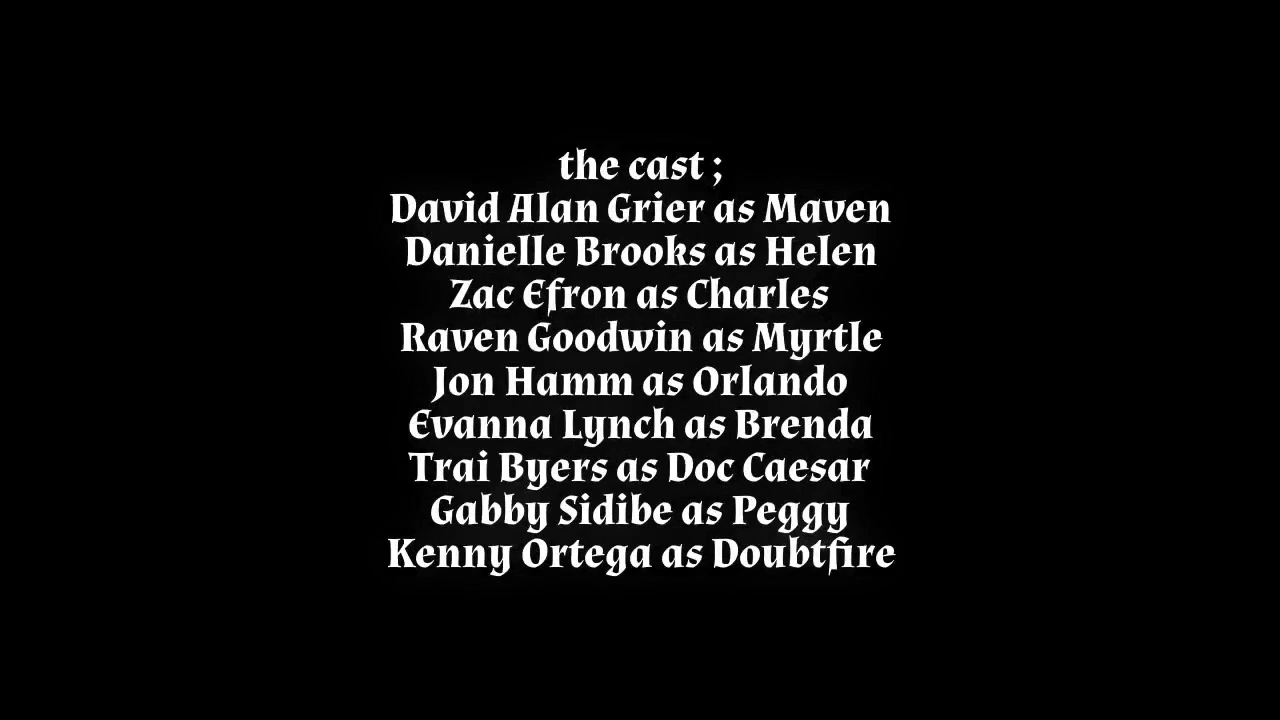 the cast ;
David Alan Grier as Maven
Danielle Brooks as Helen
Zac Efron as Charles
Raven Goodwin as Myrtle
Jon Hamm as Orlando
Evanna Lynch as Brenda
Trai Byers as Doc Caesar
Gabby Sidibe as Peggy
Kenny Ortega as Doubtfire